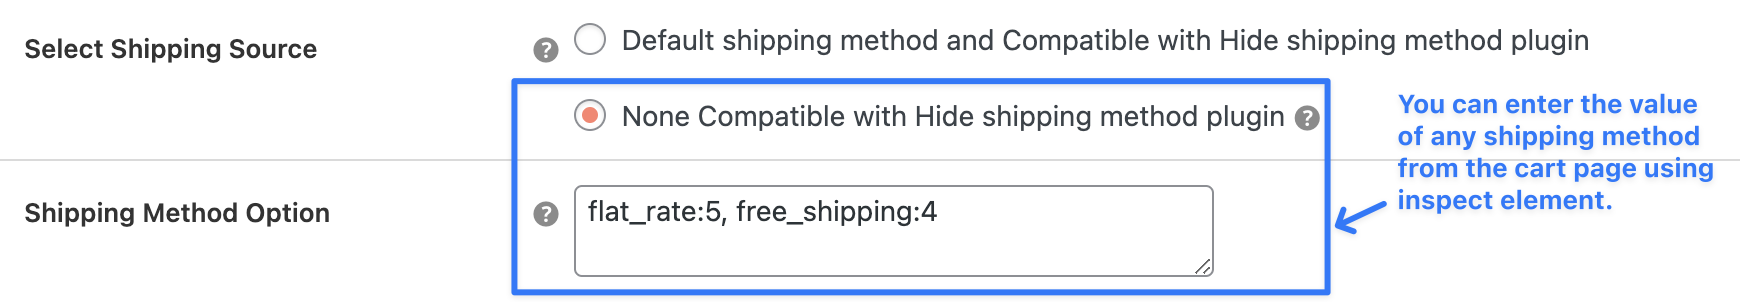 Select Shipping Source
? Default shipping method and Compatible with Hide shipping method plugin
None Compatible with Hide shipping method plugin ?
You can enter the value
of any shipping method
from the cart page using
inspect element.
Shipping Method Option
? flat_rate:5, free_shipping:4